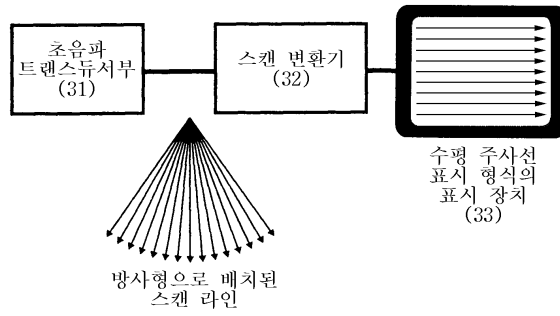 초음파
트랜스듀서부
(31)
스캔 변환기
(32)
수평 주사선
표시 형식의
표시 장치
(33)
방사형으로 배치된
스캔 라인